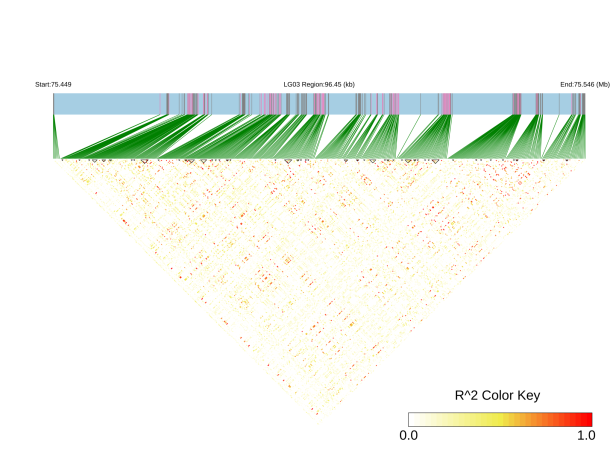 Start:75.449 LG03 Region:96.45 (kb) End:75.546 (Mb)
R^2 Color Key
0.0 1.0